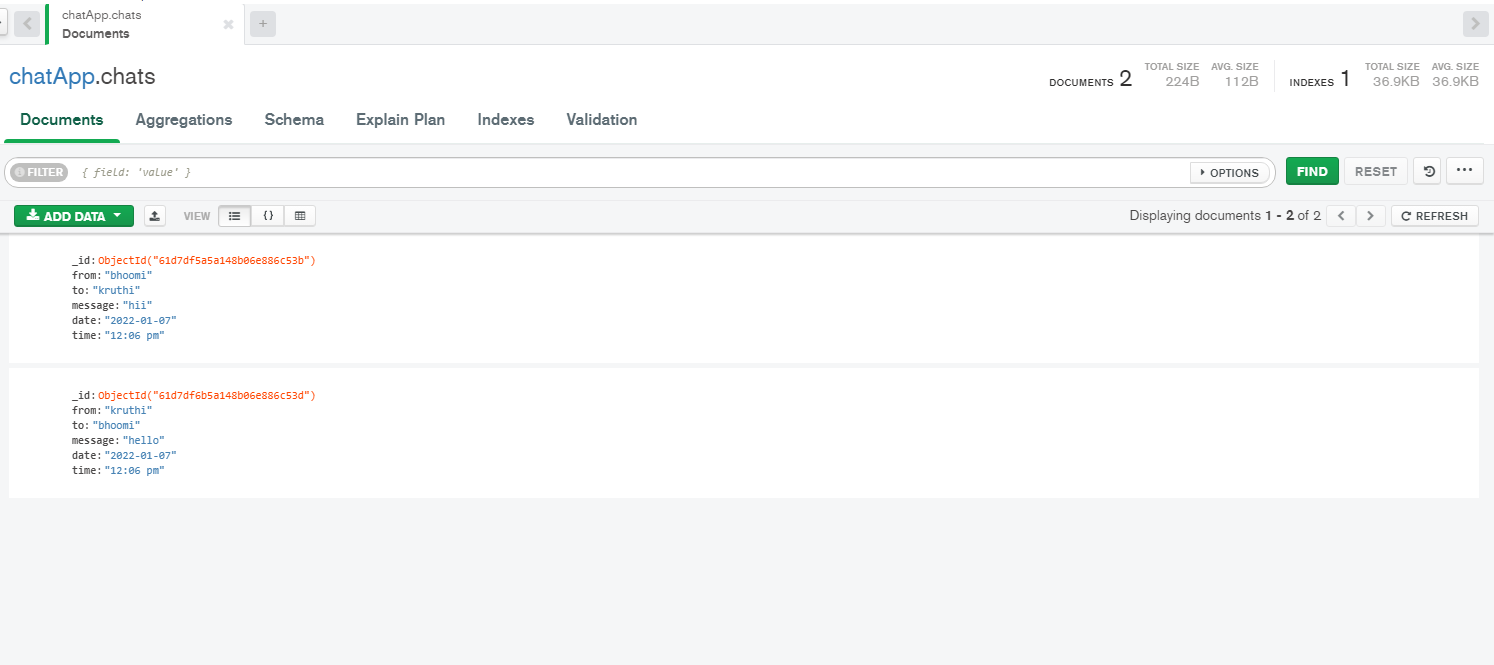 chatApp.chats
Documents
chatApp.chats
DOCUMENTS 2 TOTAL SIZE 224B AVG. SIZE 112B INDEXES 1 TOTAL SIZE 36.9KB AVG. SIZE 36.9KB
Documents Aggregations Schema Explain Plan Indexes Validation
FILTER { field: 'value' } OPTIONS FIND RESET ...
ADD DATA VIEW {} Displaying documents 1 - 2 of 2 < > REFRESH
_id: ObjectId("61d7df5a5a148b06e886c53b")
from: "bhoomi"
to: "kruthi"
message: "hii"
date: "2022-01-07"
time: "12:06 pm"
_id: ObjectId("61d7df6b5a148b06e886c53d")
from: "kruthi"
to: "bhoomi"
message: "hello"
date: "2022-01-07"
time: "12:06 pm"